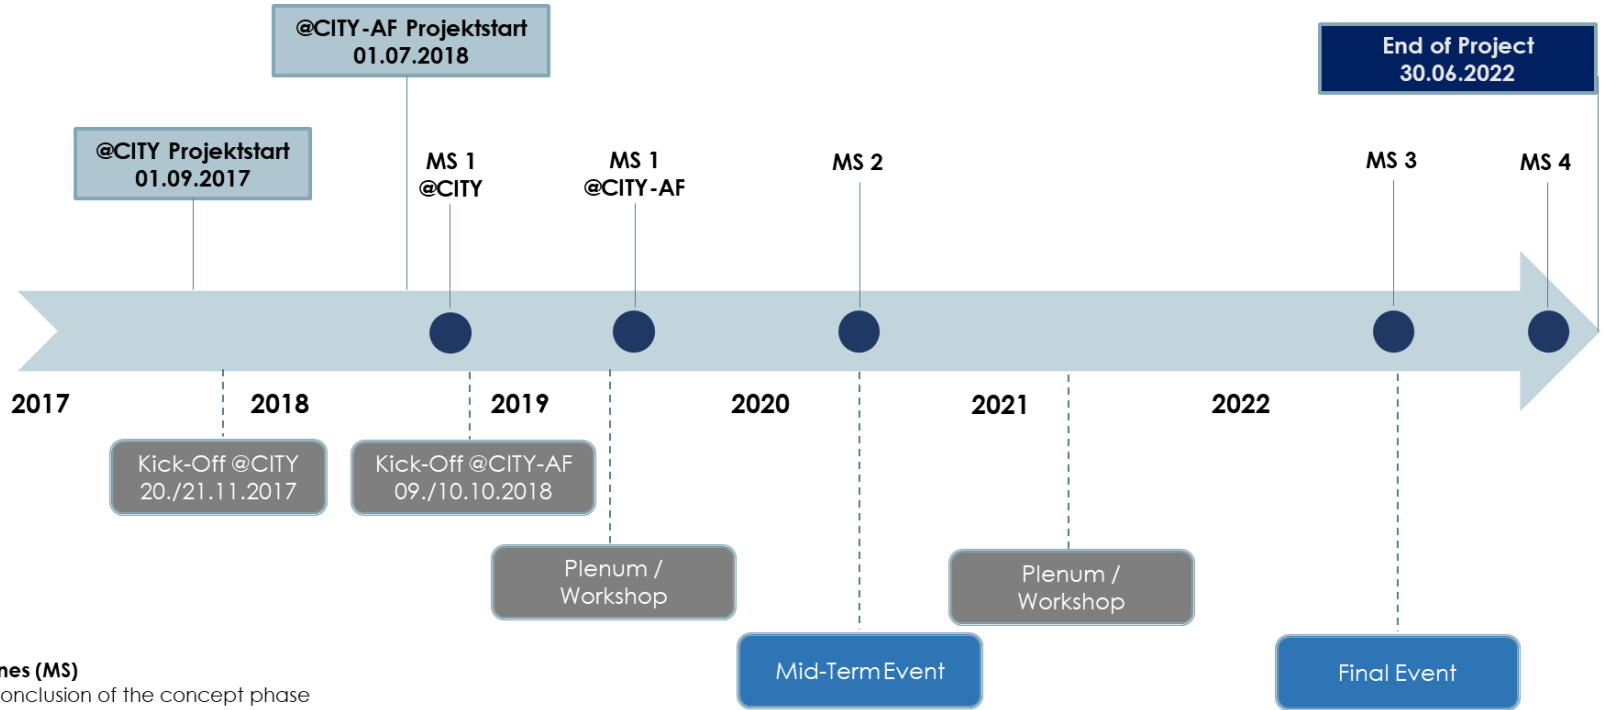 @CITY-AF Projektstart
01.07.2018
End of Project
30.06.2022
@CITY Projektstart
01.09.2017
MS 1
@CITY
MS 1
@CITY-AF
MS 2
MS 3
MS 4
2017
2018
2019
2020
2021
2022
Kick-Off @CITY
20./21.11.2017
Kick-Off @CITY-AF
09./10.10.2018
Plenum /
Workshop
Plenum /
Workshop
Mid-Term Event
Final Event
(MS)
of the concept phase